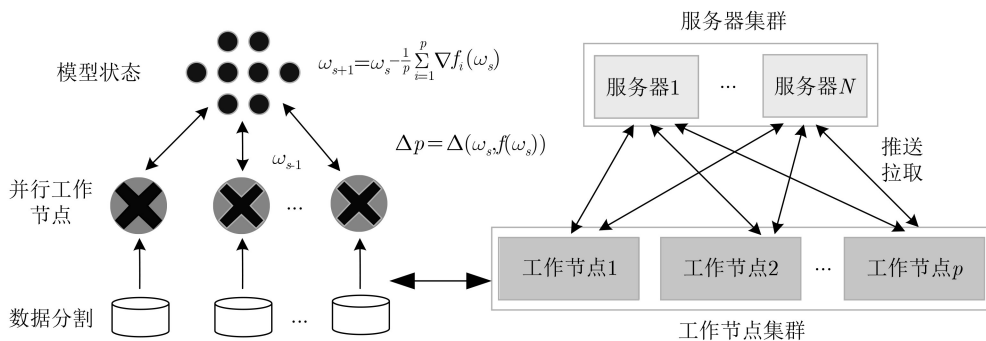 模型状态
ω_{s+1}=ω_s-\frac{1}{p}\sum_{i=1}^{p}∇f_i(ω_s)
Δp=Δ(ω_s,f(ω_s))
ω_{s-1}
并行工作
节点
...
数据分割
...
服务器集群
服务器1
...
服务器N
推送
拉取
工作节点1
工作节点2
...
工作节点p
工作节点集群